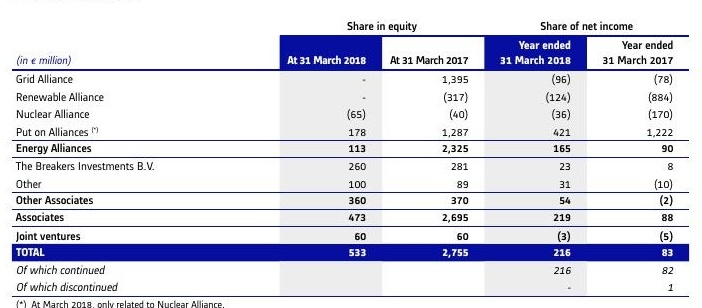 Share in equity Share of net income
Year ended Year ended
(in € million) At 31 March 2018 At 31 March 2017 31 March 2018 31 March 2017
Grid Alliance - 1,395 (96) (78)
Renewable Alliance - (317) (124) (884)
Nuclear Alliance (65) (40) (36) (170)
Put on Alliances (*) 178 1,287 421 1,222
Energy Alliances 113 2,325 165 90
The Breakers Investments B.V. 260 281 23 8
Other 100 89 31 (10)
Other Associates 360 370 54 (2)
Associates 473 2,695 219 88
Joint ventures 60 60 (3) (5)
TOTAL 533 2,755 216 83
Of which continued 216 82
Of which discontinued - 1
(*) At March 2018, only related to Nuclear Alliance.